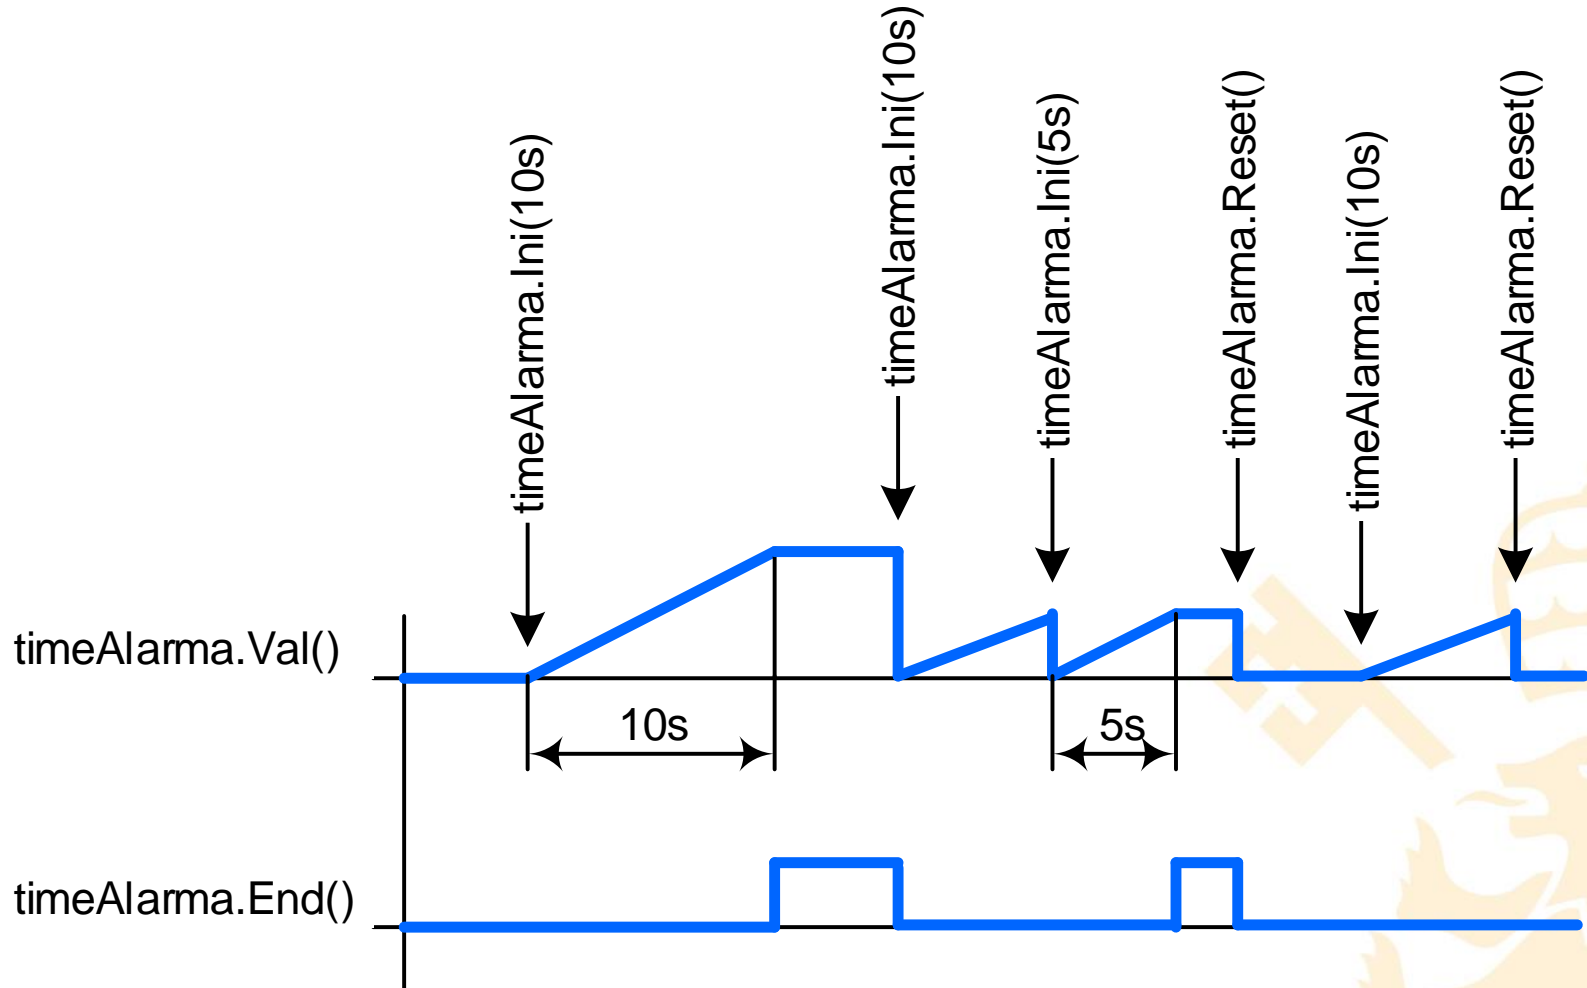 timeAlarma.Ini(10s)
timeAlarma.Ini(10s)
timeAlarma.Ini(5s)
timeAlarma.Reset()
timeAlarma.Ini(10s)
timeAlarma.Reset()
timeAlarma.Val()
10s
5s
timeAlarma.End()